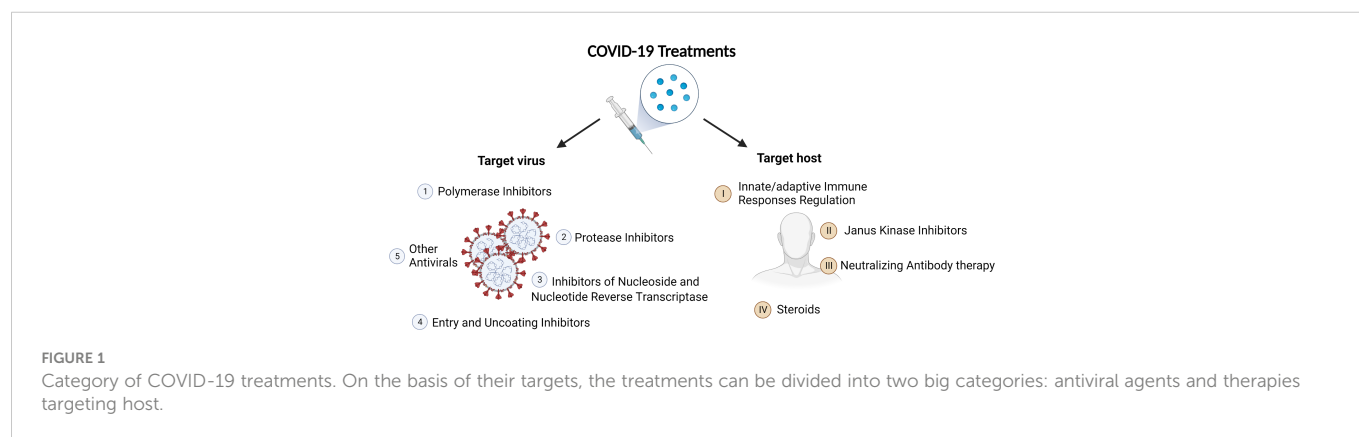 COVID-19 Treatments
Target virus
1 Polymerase Inhibitors
2 Protease Inhibitors
3 Inhibitors of Nucleoside and
Nucleotide Reverse Transcriptase
4 Entry and Uncoating Inhibitors
5 Other
Antivirals
Target host
I Innate/adaptive Immune
Responses Regulation
II Janus Kinase Inhibitors
III Neutralizing Antibody therapy
IV Steroids
FIGURE 1
Category of COVID-19 treatments. On the basis of their targets, the treatments can be divided into two big categories: antiviral agents and therapies
targeting host.